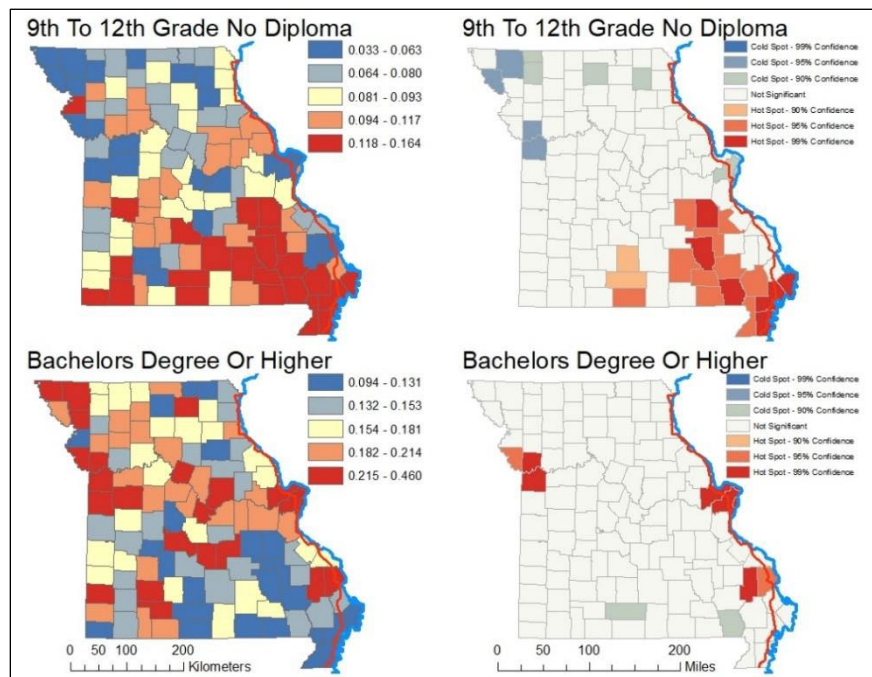 9th To 12th Grade No Diploma
0.033 - 0.063
0.064 - 0.080
0.081 - 0.093
0.094 - 0.117
0.118 - 0.164
9th To 12th Grade No Diploma
Cold Spot - 99% Confidence
Cold Spot - 95% Confidence
Cold Spot - 90% Confidence
Not Significant
Hot Spot - 90% Confidence
Hot Spot - 95% Confidence
Hot Spot - 99% Confidence
Bachelors Degree Or Higher
0.094 - 0.131
0.132 - 0.153
0.154 - 0.181
0.182 - 0.214
0.215 - 0.460
0 50 100 200
Kilometers
Bachelors Degree Or Higher
Cold Spot - 99% Confidence
Cold Spot - 95% Confidence
Cold Spot - 90% Confidence
Not Significant
Hot Spot - 90% Confidence
Hot Spot - 95% Confidence
Hot Spot - 99% Confidence
0 50 100 200
Miles